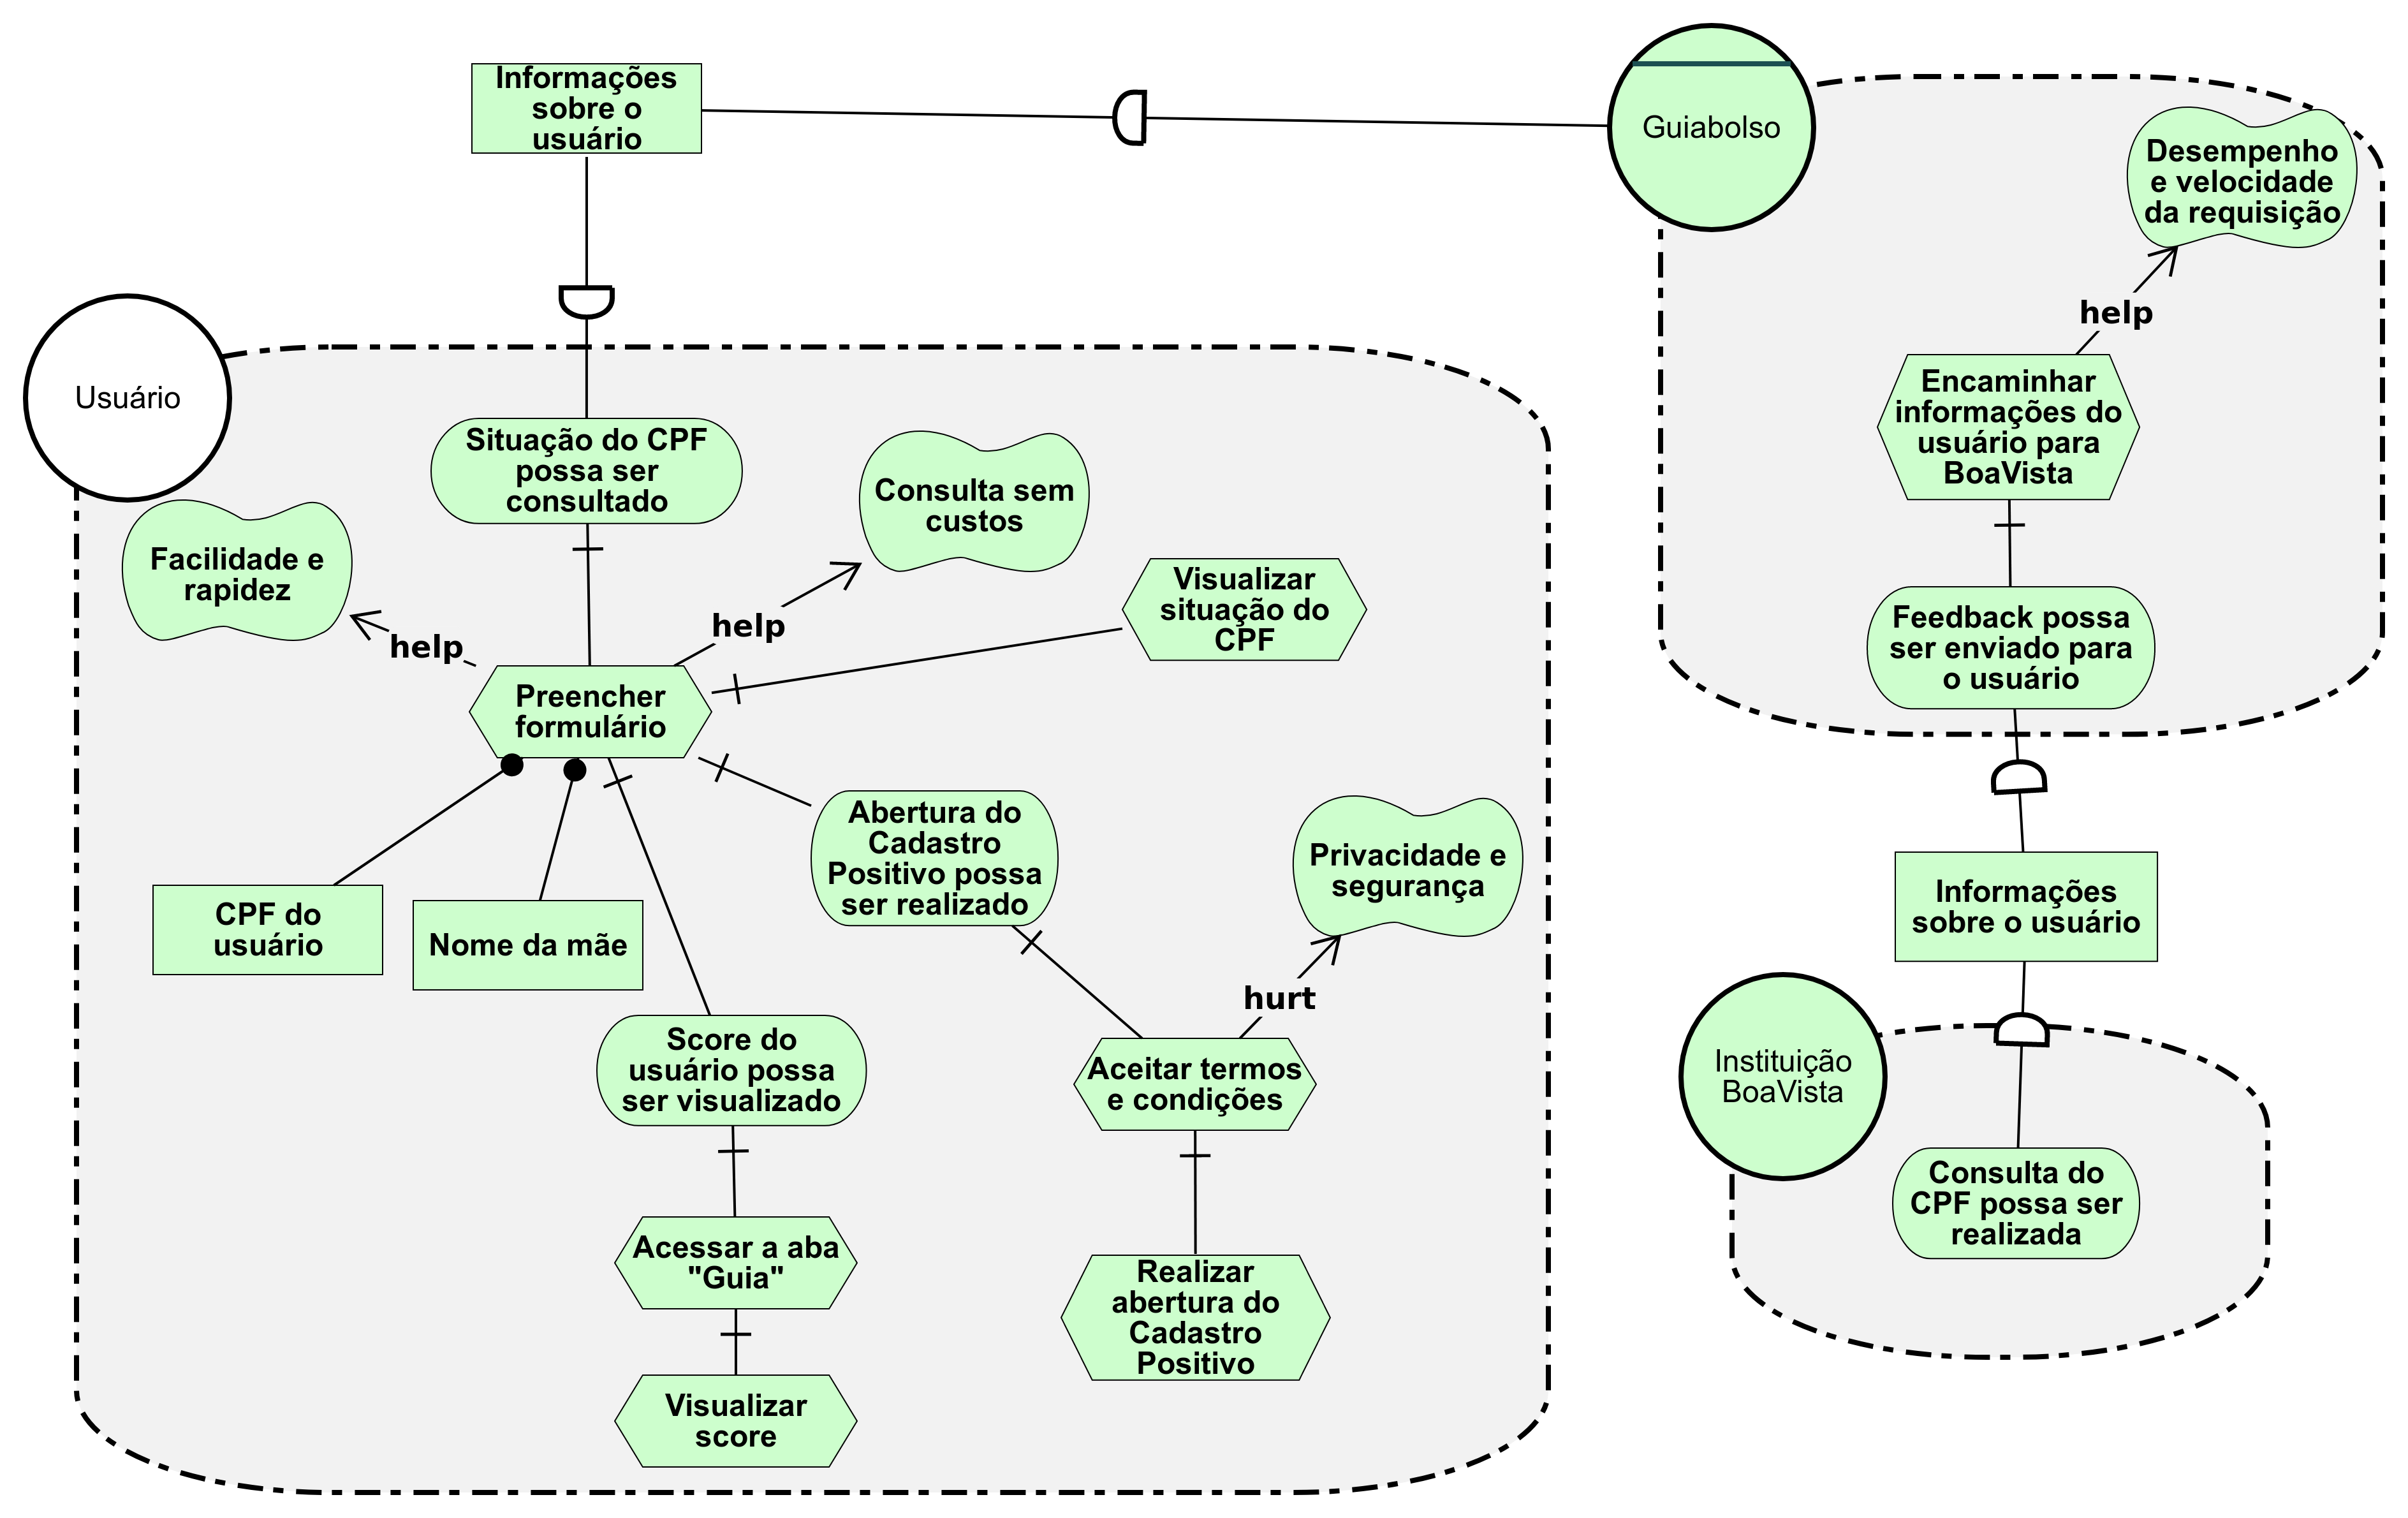 Informações
sobre o
usuário
Guiabolso
Desempenho
e velocidade
da requisição
help
Encaminhar
informações do
usuário para
BoaVista
Feedback possa
ser enviado para
o usuário
Usuário
Situação do CPF
possa ser
consultado
Consulta sem
custos
Facilidade e
rapidez
help
help
Visualizar
situação do
CPF
Preencher
formulário
Abertura do
Cadastro
Positivo possa
ser realizado
Privacidade e
segurança
CPF do
usuário
Nome da mãe
hurt
Score do
usuário possa
ser visualizado
Aceitar termos
e condições
Acessar a aba
"Guia"
Realizar
abertura do
Cadastro
Positivo
Visualizar
score
Informações
sobre o usuário
Instituição
BoaVista
Consulta do
CPF possa ser
realizada